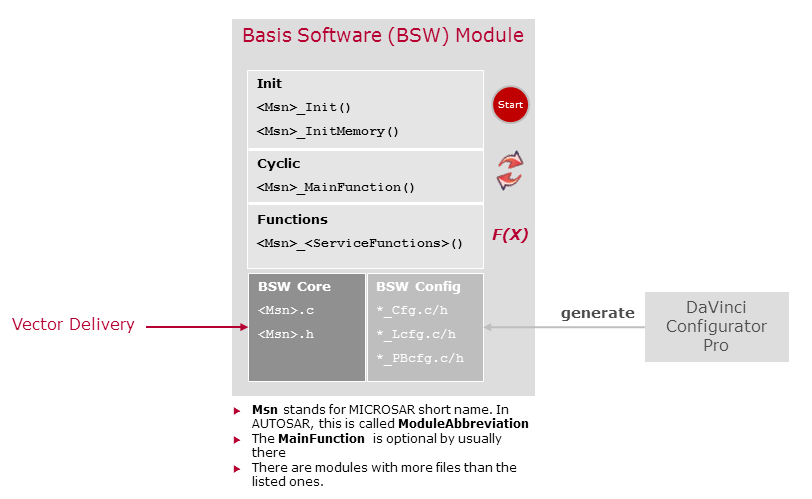 Basis Software (BSW) Module
Init
<Msn>_Init()
<Msn>_InitMemory()
Start
Cyclic
<Msn>_MainFunction()
Functions
<Msn>_<ServiceFunctions>()
F(X)
BSW Core
<Msn>.c
<Msn>.h
BSW Config
*_Cfg.c/h
*_Lcfg.c/h
*_PBcfg.c/h
Vector Delivery
generate
DaVinci
Configurator
Pro
Msn stands for MICROSAR short name. In
AUTOSAR, this is called ModuleAbbreviation
The MainFunction is optional by usually
there
There are modules with more files than the
listed ones.